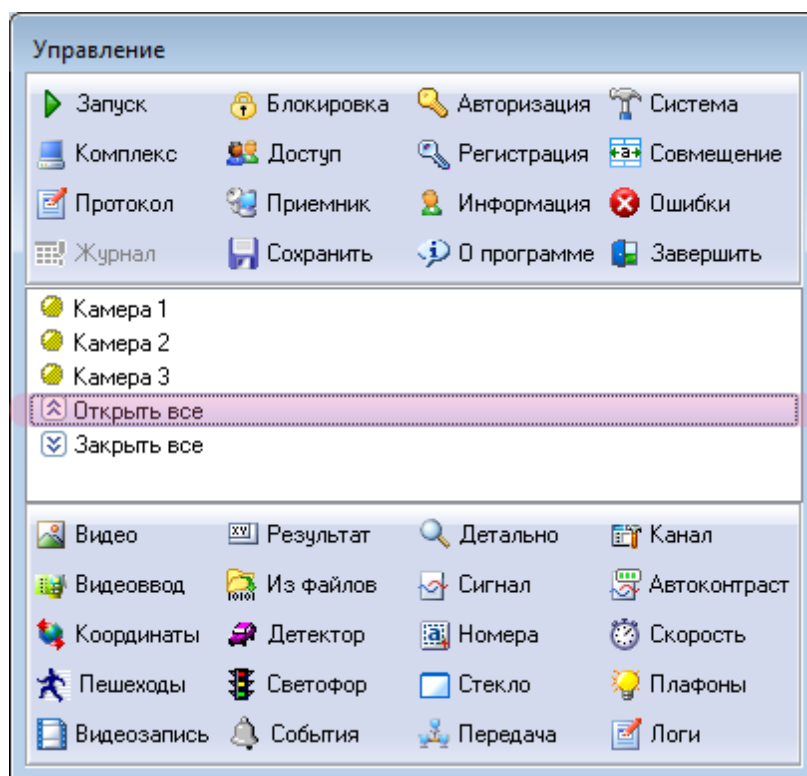 Управление
Запуск Блокировка Авторизация Система
Комплекс Доступ Регистрация Совмещение
Протокол Приемник Информация Ошибки
Журнал Сохранить О программе Завершить
Камера 1
Камера 2
Камера 3
Открыть все
Закрыть все
Видео Результат Детально Канал
Видеоввод Из файлов Сигнал Автоконтраст
Координаты Детектор Номера Скорость
Пешеходы Светофор Стекло Плафоны
Видеозапись События Передача Логи